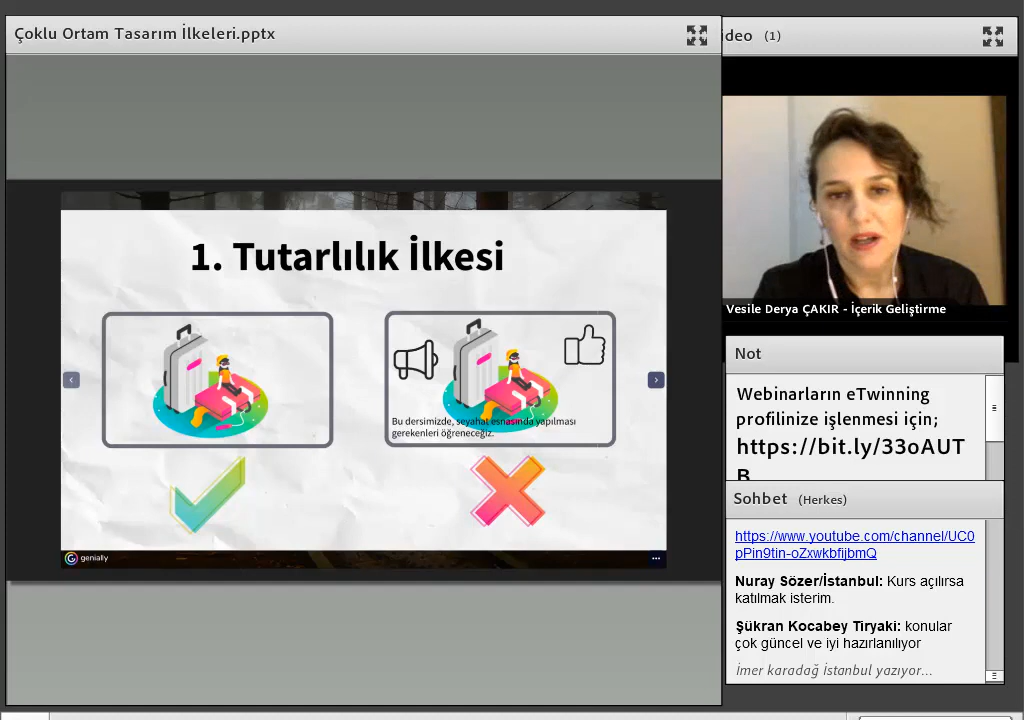 Çoklu Ortam Tasarım İlkeleri.pptx
ideo (1)
1. Tutarlılık İlkesi
Bu dersimizde, seyahat esnasında yapılması
gerekenleri öğreneceğiz.
genially
Vesile Derya ÇAKIR - İçerik Geliştirme
Not
Webinarların eTwinning
profilinize işlenmesi için;
https://bit.ly/33oAUT
B
Sohbet (Herkes)
https://www.youtube.com/channel/UC0
pPin9tin-oZxwkbfijbmQ
Nuray Sözer/İstanbul: Kurs açılırsa
katılmak isterim.
Şükran Kocabey Tiryaki: konular
çok güncel ve iyi hazırlanılıyor
İmer karadağ İstanbul yazıyor...